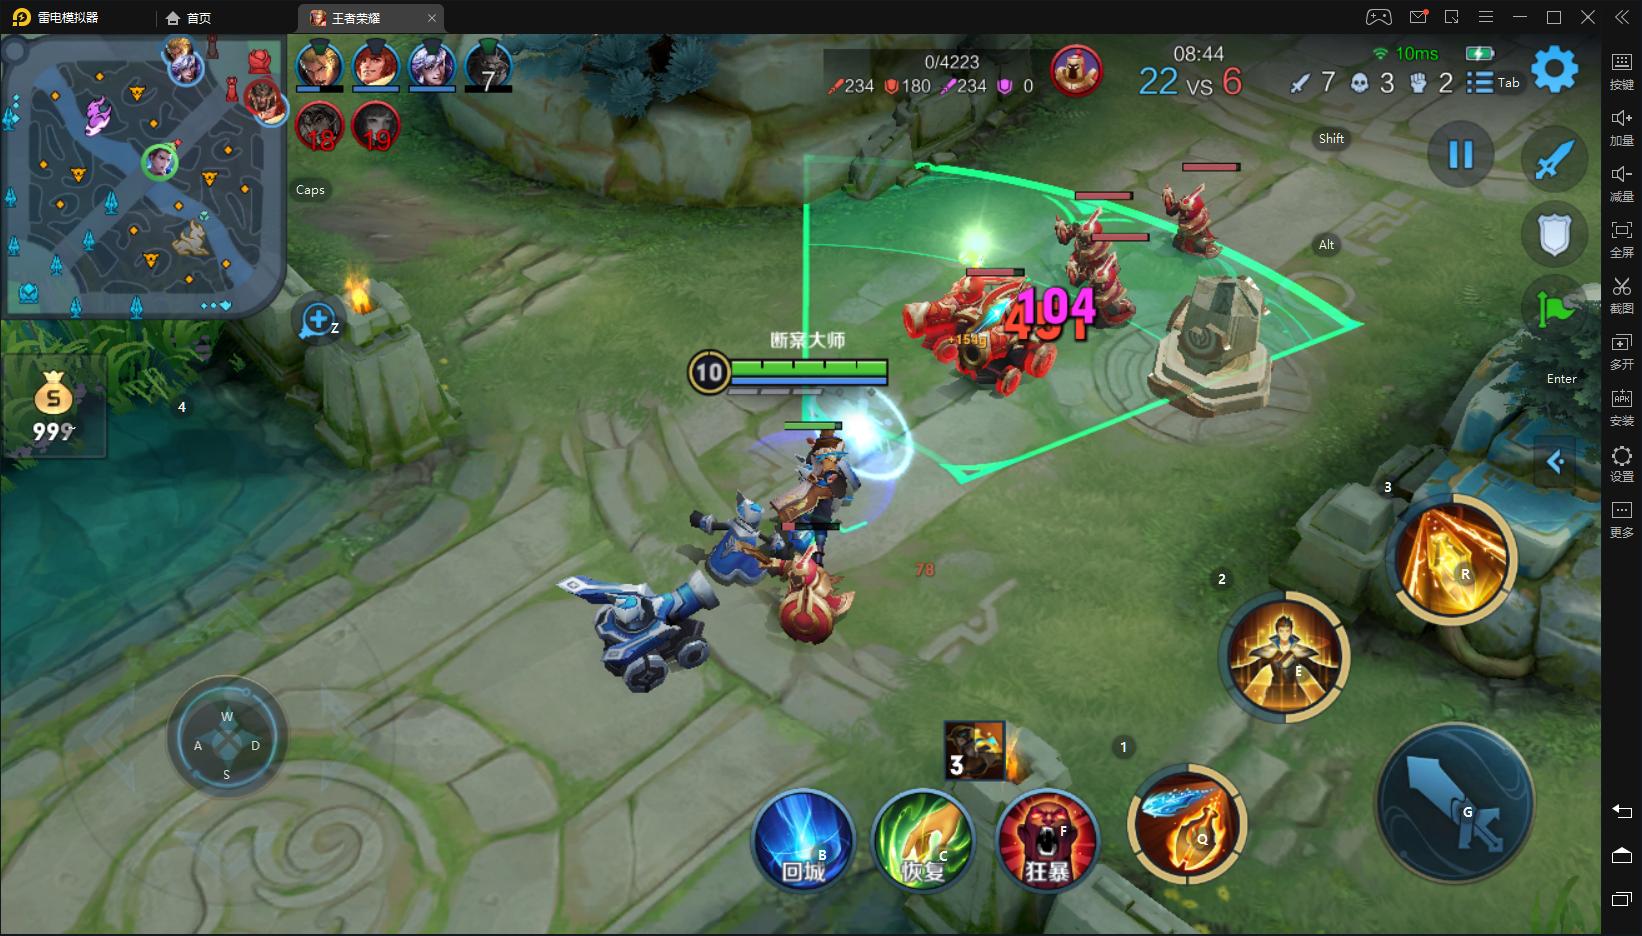 雷电模拟器
首页
王者荣耀
7
18
19
0/4223
234 180 234 0
08:44
22 VS 6
10ms
7 3 2 Tab
Caps
Shift
Alt
Enter
Z
999
4
断案大师
10
104
451
+154g
78
3
2
1
R
E
Q
G
W
A D
S
3
B
回城
C
恢复
F
狂暴
按键
加量
减量
全屏
截图
多开
APK
安装
设置
更多